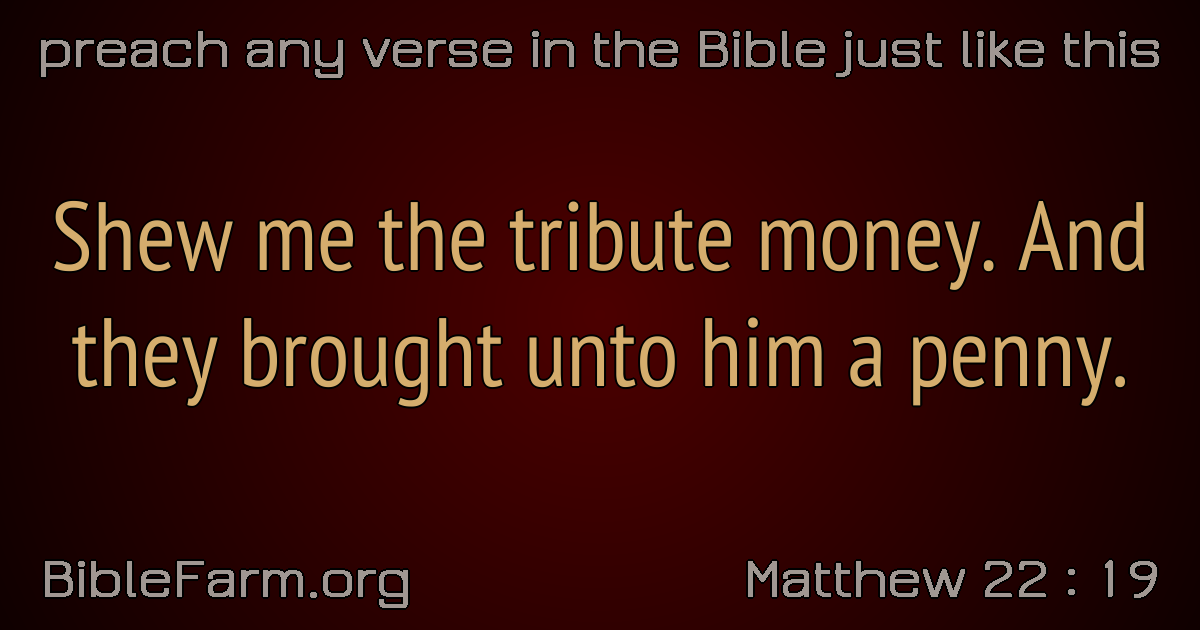 preach any verse in the Bible just like this
Shew me the tribute money. And
they brought unto him a penny.
BibleFarm.org
Matthew 22 : 19